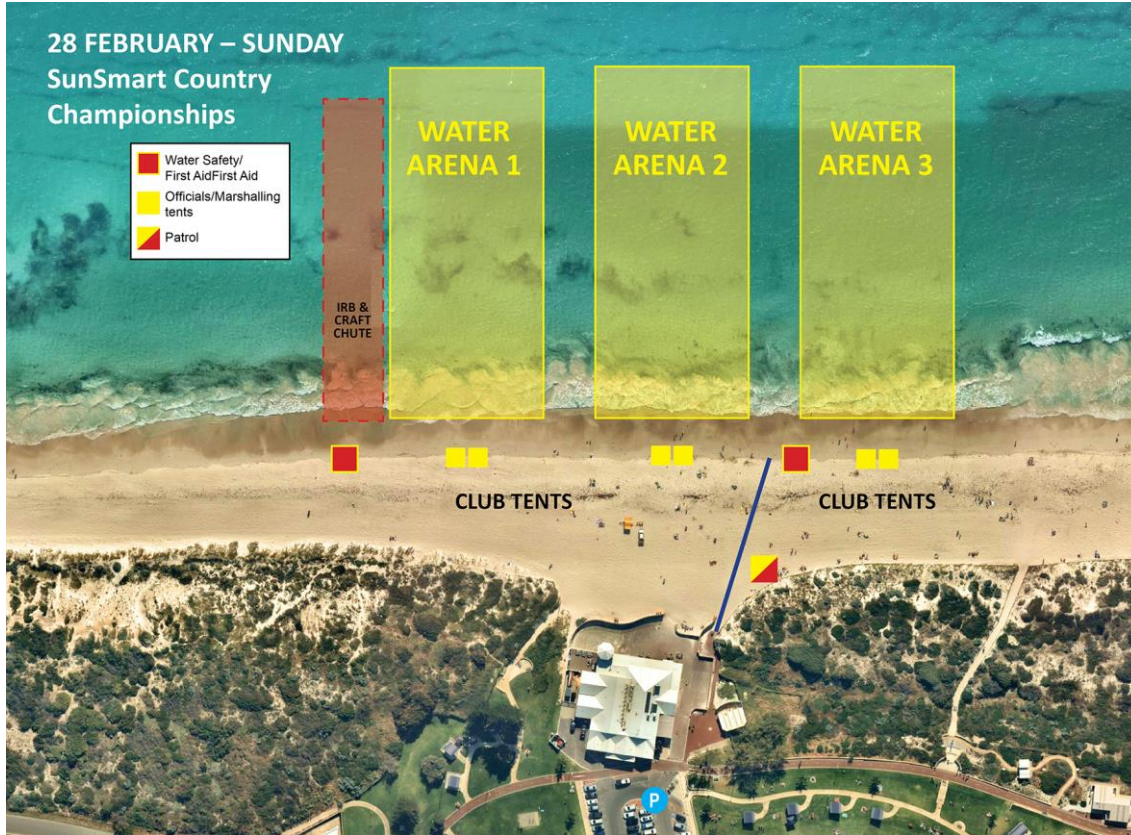 28 FEBRUARY – SUNDAY
SunSmart Country
Championships
Water Safety/
First AidFirst Aid
Officials/Marshalling
tents
Patrol
WATER
ARENA 1
WATER
ARENA 2
WATER
ARENA 3
IRB &
CRAFT
CHUTE
CLUB TENTS
CLUB TENTS
P